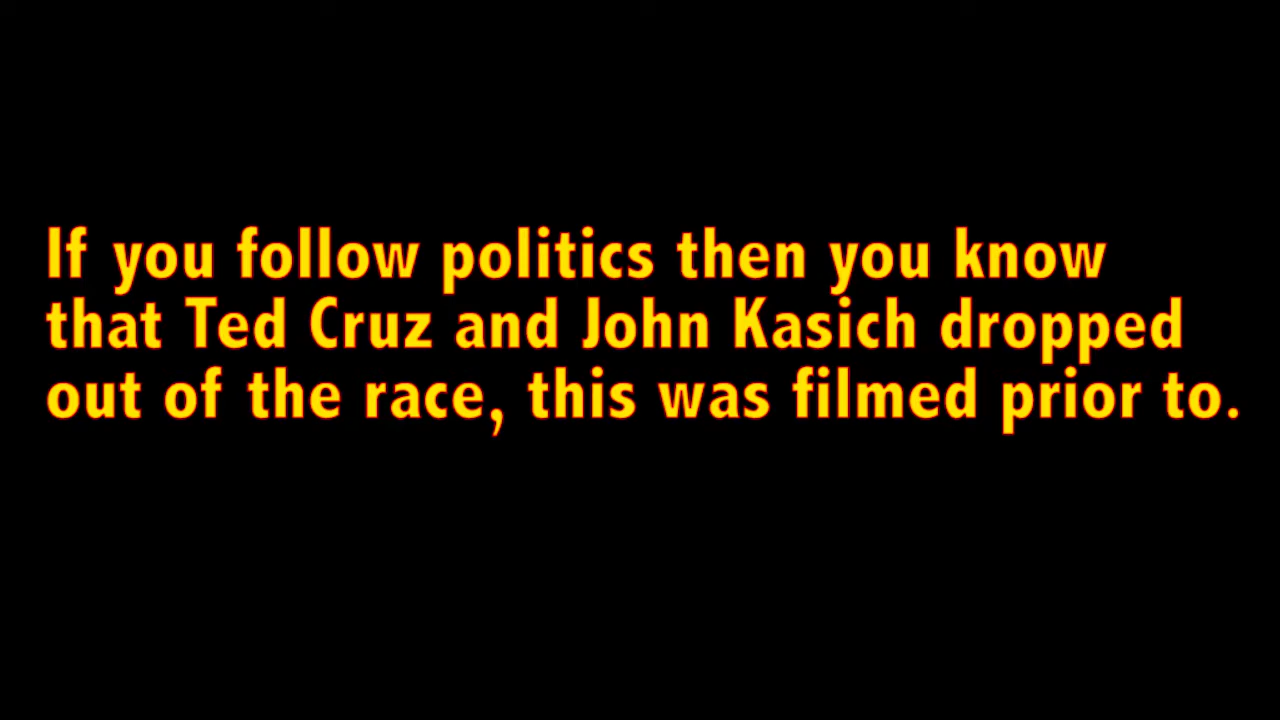 If you follow politics then you know
that Ted Cruz and John Kasich dropped
out of the race, this was filmed prior to.